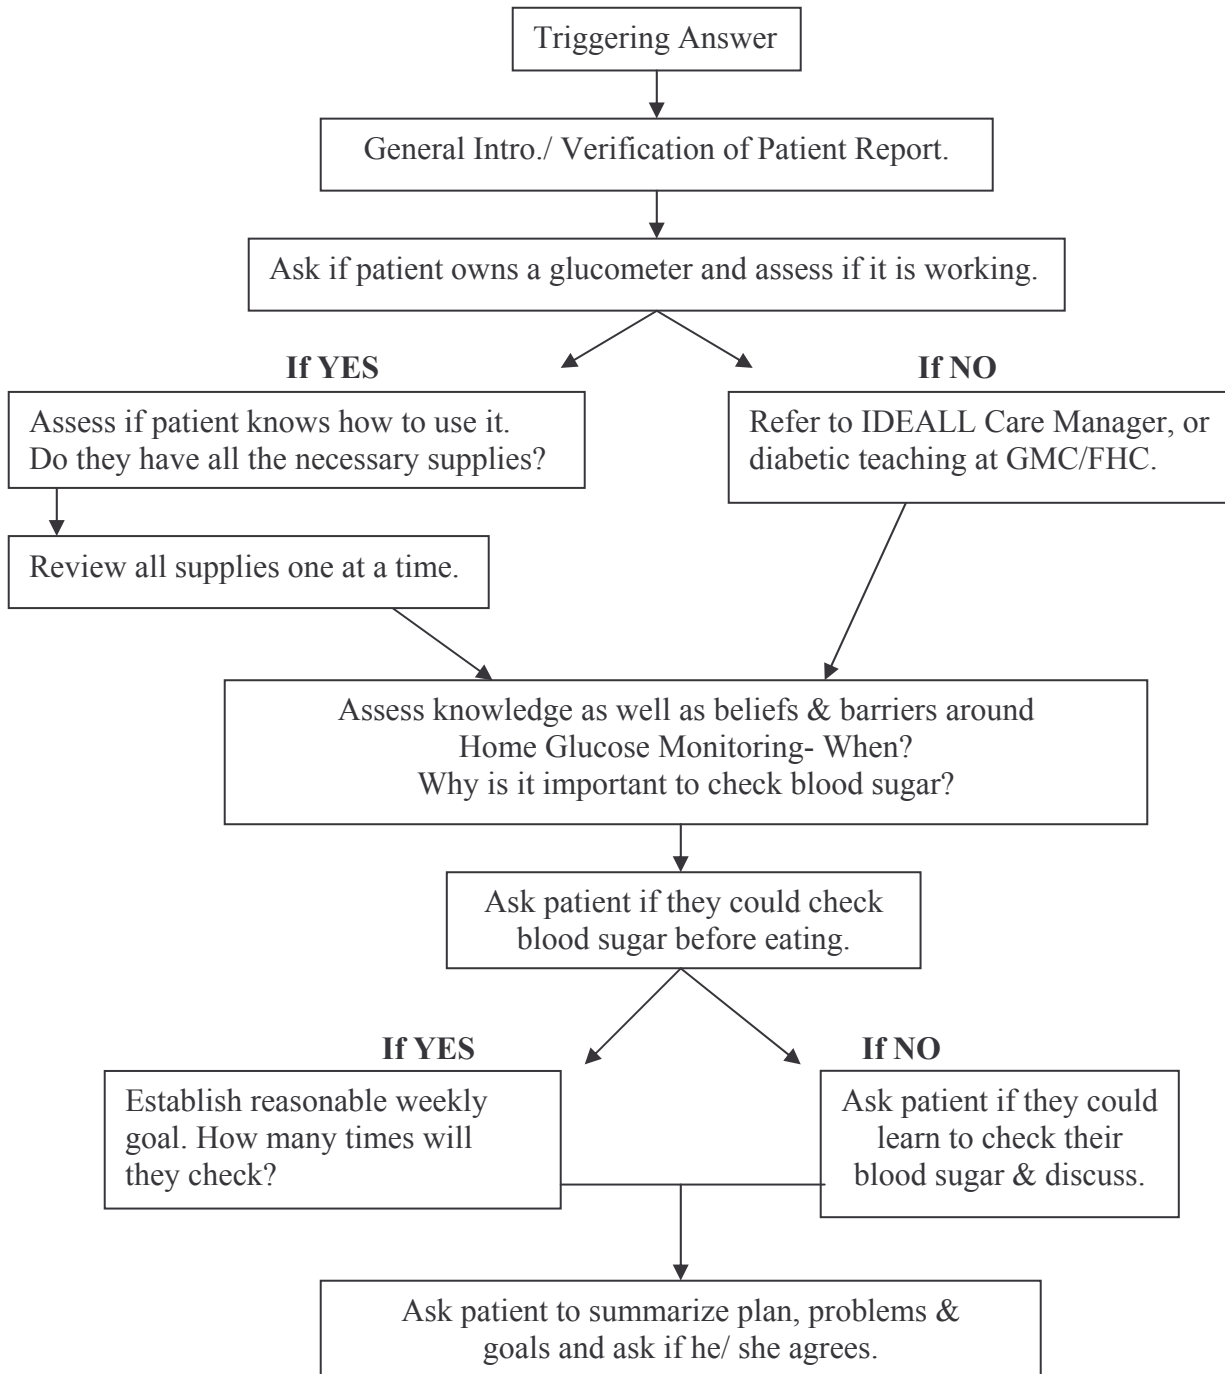 Triggering Answer
General Intro./ Verification of Patient Report.
Ask if patient owns a glucometer and assess if it is working.
If YES
If NO
Assess if patient knows how to use it.
Do they have all the necessary supplies?
Refer to IDEALL Care Manager, or
diabetic teaching at GMC/FHC.
Review all supplies one at a time.
Assess knowledge as well as beliefs & barriers around
Home Glucose Monitoring- When?
Why is it important to check blood sugar?
Ask patient if they could check
blood sugar before eating.
If YES
If NO
Establish reasonable weekly
goal. How many times will
they check?
Ask patient if they could
learn to check their
blood sugar & discuss.
Ask patient to summarize plan, problems &
goals and ask if he/ she agrees.